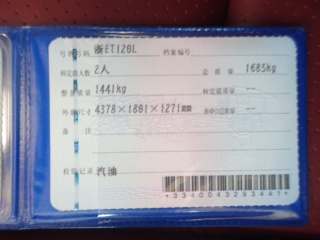 号牌号码 浙ET120L 档案编号
核定载人数 2人 总质量 1685kg
整备质量 1441kg 核定载质量 --
外廓尺寸 4378×1801×1271mm 准牵引总质量 --
备注
检验记录 汽油
*3340043293441*